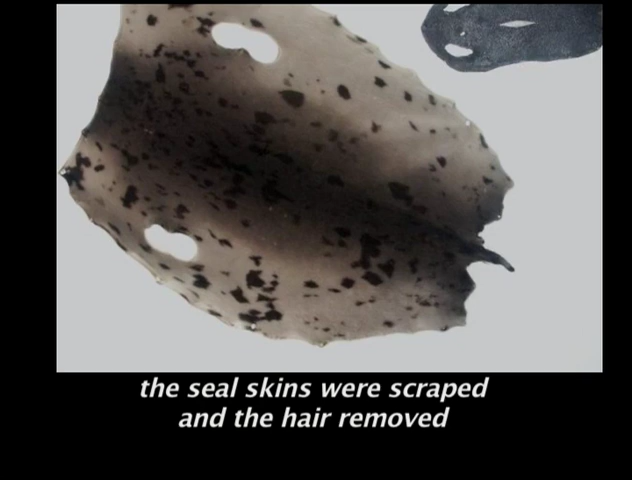 the seal skins were scraped
and the hair removed